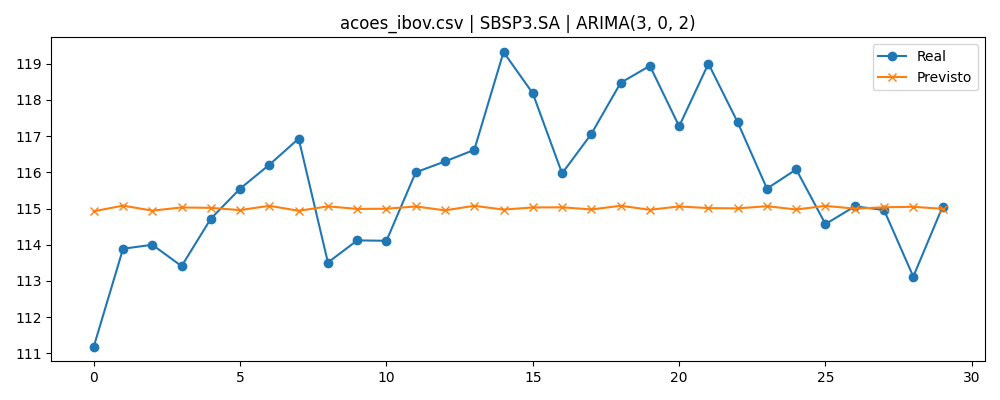 acoes_ibov.csv | SBSP3.SA | ARIMA(3, 0, 2)
Real
Previsto
119
118
117
116
115
114
113
112
111
0 5 10 15 20 25 30